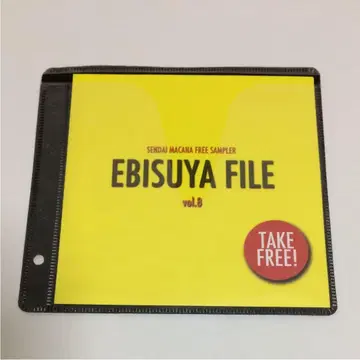 SENDAI MACANA FREE SAMPLER
EBISUYA FILE
vol.8
TAKE
FREE!